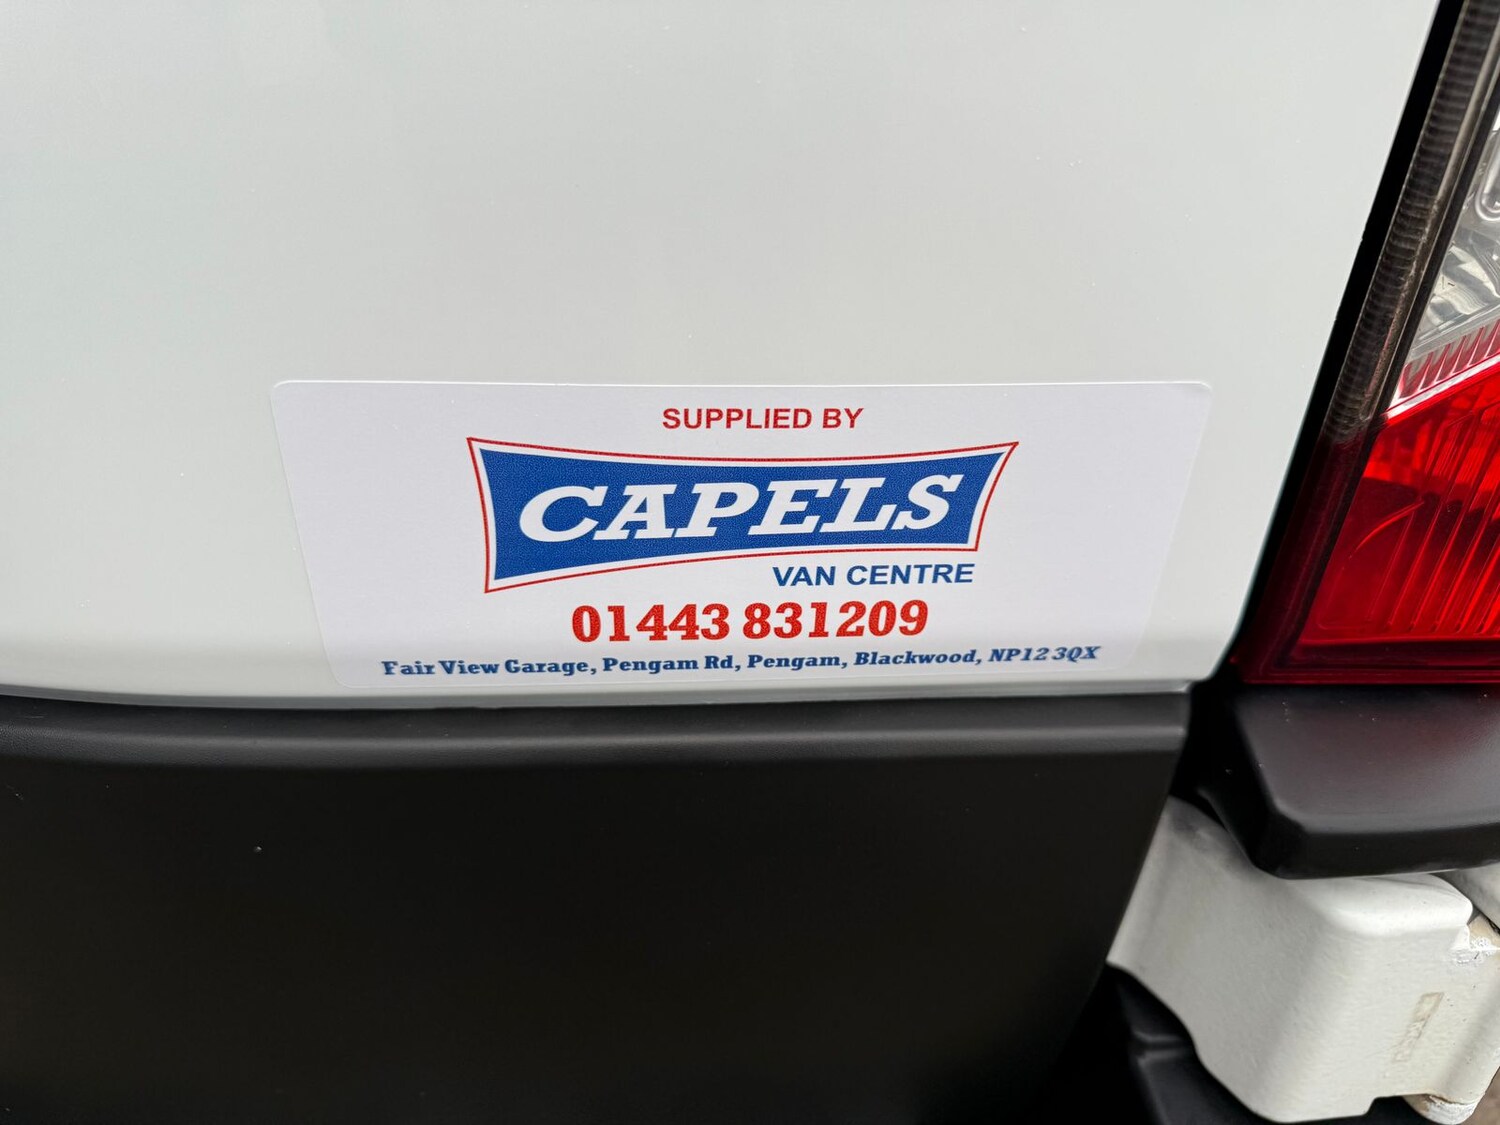 SUPPLIED BY
CAPELS
VAN CENTRE
01443 831209
Fair View Garage, Pengam Rd, Pengam, Blackwood, NP12 3QX